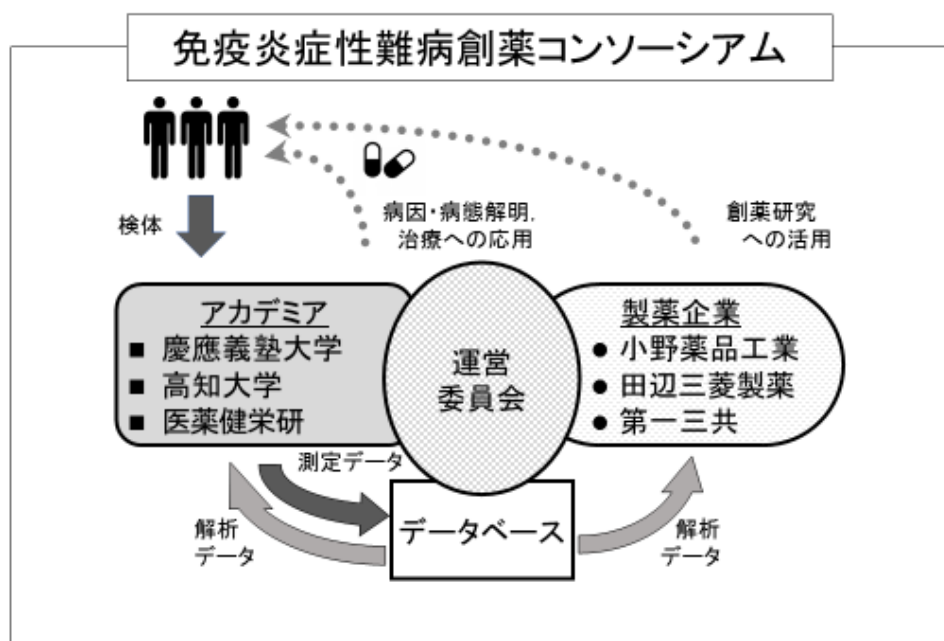 免疫炎症性難病創薬コンソーシアム
検体
病因・病態解明,
治療への応用
創薬研究
への活用
アカデミア
■ 慶應義塾大学
■ 高知大学
■ 医薬健栄研
運営
委員会
製薬企業
● 小野薬品工業
● 田辺三菱製薬
● 第一三共
測定データ
解析
データ
データベース
解析
データ